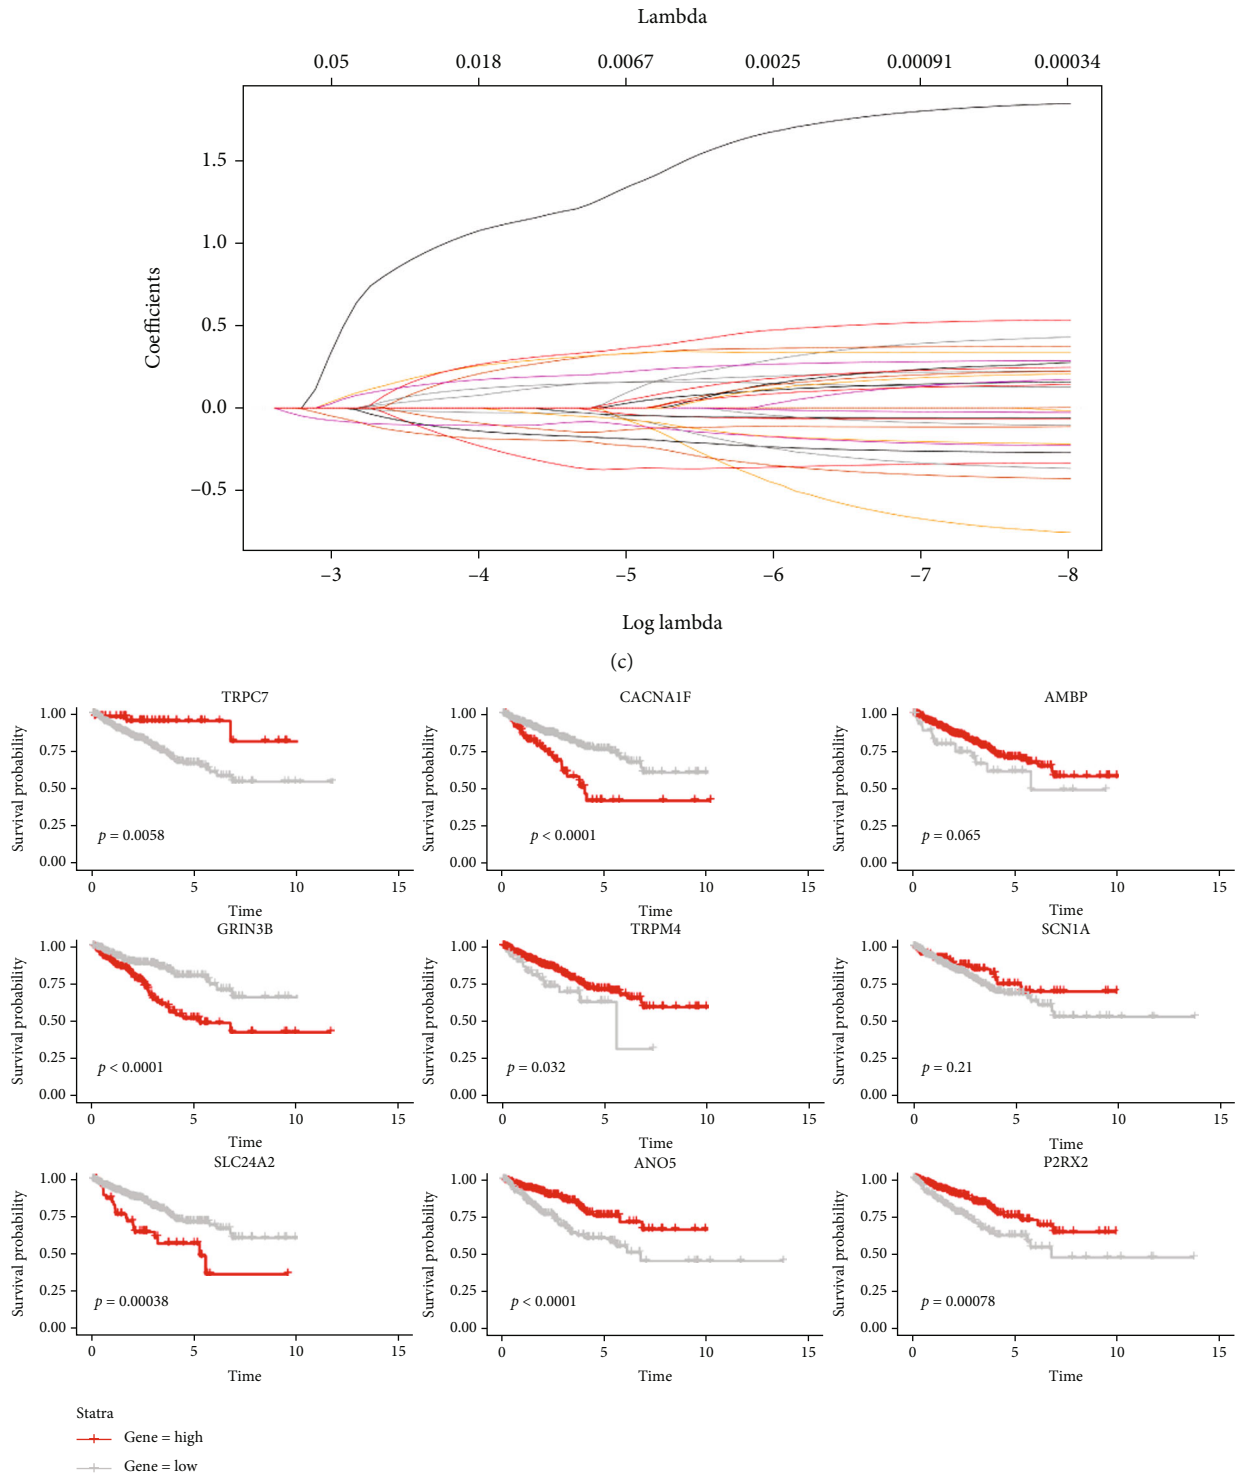 Lambda
0.05 0.018 0.0067 0.0025 0.00091 0.00034
Coefficients
1.5
1.0
0.5
0.0
–0.5
–3 –4 –5 –6 –7 –8
Log lambda
(c)
TRPC7
Survival probability
1.00
0.75
0.50
0.25
0.00
p = 0.0058
0 5 10 15
Time
CACNA1F
Survival probability
1.00
0.75
0.50
0.25
0.00
p < 0.0001
0 5 10 15
Time
AMBP
Survival probability
1.00
0.75
0.50
0.25
0.00
p = 0.065
0 5 10 15
Time
GRIN3B
Survival probability
1.00
0.75
0.50
0.25
0.00
p < 0.0001
0 5 10 15
Time
TRPM4
Survival probability
1.00
0.75
0.50
0.25
0.00
p = 0.032
0 5 10 15
Time
SCN1A
Survival probability
1.00
0.75
0.50
0.25
0.00
p = 0.21
0 5 10 15
Time
SLC24A2
Survival probability
1.00
0.75
0.50
0.25
0.00
p = 0.00038
0 5 10 15
Time
ANO5
Survival probability
1.00
0.75
0.50
0.25
0.00
p < 0.0001
0 5 10 15
Time
P2RX2
Survival probability
1.00
0.75
0.50
0.25
0.00
p = 0.00078
0 5 10 15
Time
Statra
Gene = high
Gene = low